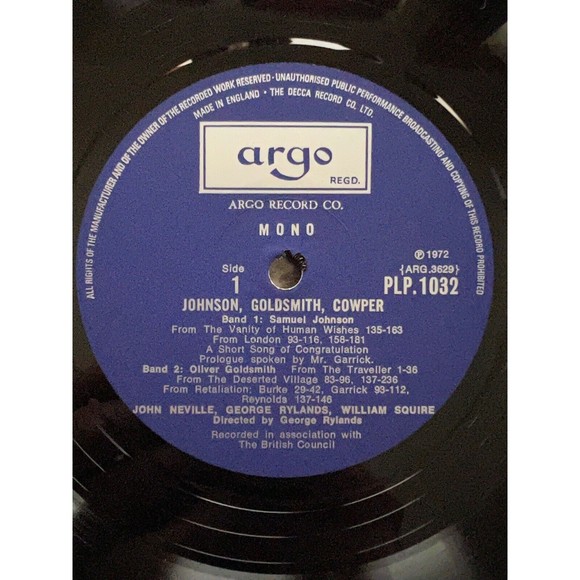 ALL RIGHTS OF THE MANUFACTURER AND OF THE OWNER OF THE RECORDED WORK RESERVED · UNAUTHORISED PUBLIC PERFORMANCE BROADCASTING AND COPYING OF THIS RECORD PROHIBITED
MADE IN ENGLAND · THE DECCA RECORD CO. LTD.
argo
REGD.
ARGO RECORD CO.
MONO
℗ 1972
Side
1
{ARG.3629}
PLP.1032
JOHNSON, GOLDSMITH, COWPER
Band 1: Samuel Johnson
From The Vanity of Human Wishes 135-163
From London 93-116, 158-181
A Short Song of Congratulation
Prologue spoken by Mr. Garrick.
Band 2: Oliver Goldsmith From The Traveller 1-36
From The Deserted Village 83-96, 137-236
From Retaliation: Burke 29-42, Garrick 93-112,
Reynolds 137-146
JOHN NEVILLE, GEORGE RYLANDS, WILLIAM SQUIRE
Directed by George Rylands
Recorded in association with
The British Council